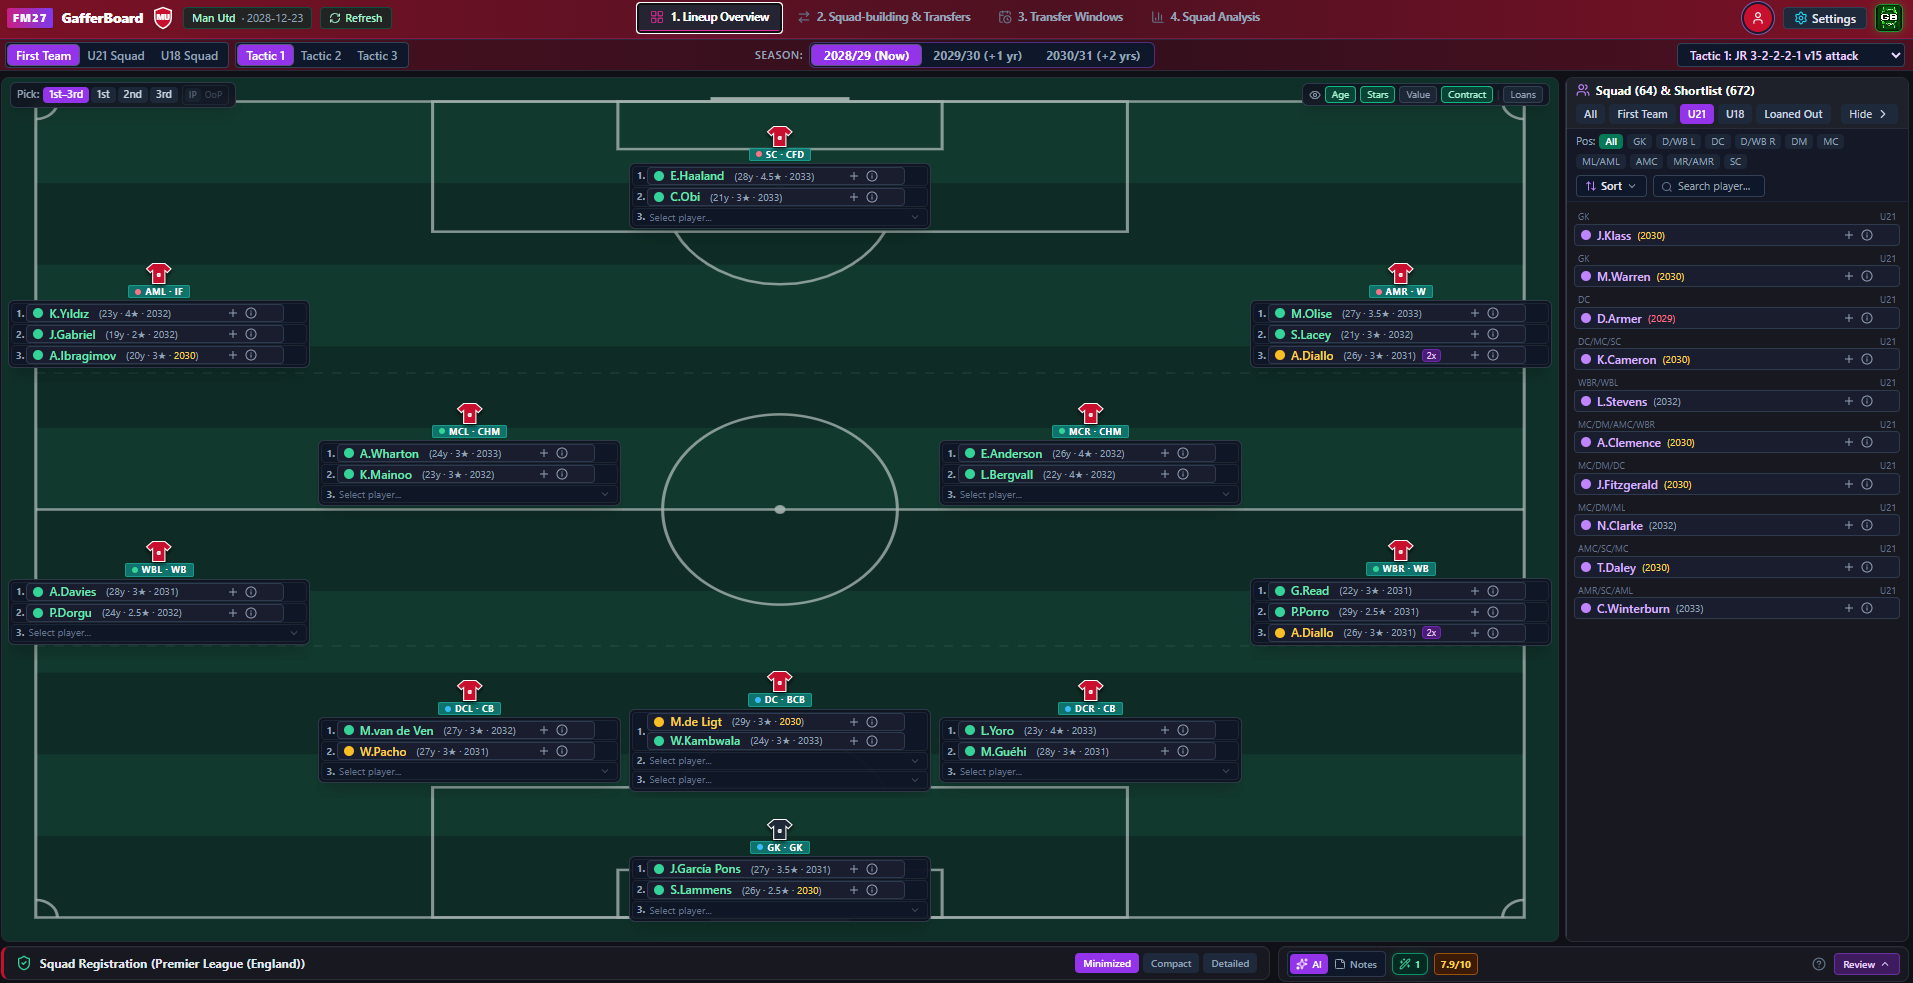 FM27 GafferBoard Man Utd · 2028-12-23 Refresh 1. Lineup Overview 2. Squad-building & Transfers 3. Transfer Windows 4. Squad Analysis Settings GB
First Team U21 Squad U18 Squad Tactic 1 Tactic 2 Tactic 3 SEASON: 2028/29 (Now) 2029/30 (+1 yr) 2030/31 (+2 yrs) Tactic 1: JR 3-2-2-2-1 v15 attack
Pick: 1st–3rd 1st 2nd 3rd IP OoP Age Stars Value Contract Loans
SC · CFD
1. E.Haaland (28y · 4.5★ · 2033)
2. C.Obi (21y · 3★ · 2033)
3. Select player...
AML · IF
1. K.Yıldız (23y · 4★ · 2032)
2. J.Gabriel (19y · 2★ · 2032)
3. A.Ibragimov (20y · 3★ · 2030)
AMR · W
1. M.Olise (27y · 3.5★ · 2033)
2. S.Lacey (21y · 3★ · 2032)
3. A.Diallo (26y · 3★ · 2031) 2x
MCL · CHM
1. A.Wharton (24y · 3★ · 2033)
2. K.Mainoo (23y · 3★ · 2032)
3. Select player...
MCR · CHM
1. E.Anderson (26y · 4★ · 2032)
2. L.Bergvall (22y · 4★ · 2032)
3. Select player...
WBL · WB
1. A.Davies (28y · 3★ · 2031)
2. P.Dorgu (24y · 2.5★ · 2032)
3. Select player...
WBR · WB
1. G.Read (22y · 3★ · 2031)
2. P.Porro (29y · 2.5★ · 2031)
3. A.Diallo (26y · 3★ · 2031) 2x
DCL · CB
1. M.van de Ven (27y · 3★ · 2032)
2. W.Pacho (27y · 3★ · 2031)
3. Select player...
DC · BCB
1. M.de Ligt (29y · 3★ · 2030)
W.Kambwala (24y · 3★ · 2033)
2. Select player...
3. Select player...
DCR · CB
1. L.Yoro (23y · 4★ · 2033)
2. M.Guéhi (28y · 3★ · 2031)
3. Select player...
GK · GK
1. J.García Pons (27y · 3.5★ · 2031)
2. S.Lammens (26y · 2.5★ · 2030)
3. Select player...
Squad (64) & Shortlist (672)
All First Team U21 U18 Loaned Out Hide
Pos: All GK D/WB L DC D/WB R DM MC
ML/AML AMC MR/AMR SC
Sort Search player...
GK U21
J.Klass (2030)
GK U21
M.Warren (2030)
DC U21
D.Armer (2029)
DC/MC/SC U21
K.Cameron (2030)
WBR/WBL U21
L.Stevens (2032)
MC/DM/AMC/WBR U21
A.Clemence (2030)
MC/DM/DC U21
J.Fitzgerald (2030)
MC/DM/ML U21
N.Clarke (2032)
AMC/SC/MC U21
T.Daley (2030)
AMR/SC/AML U21
C.Winterburn (2033)
Squad Registration (Premier League (England)) Minimized Compact Detailed AI Notes 1 7.9/10 Review